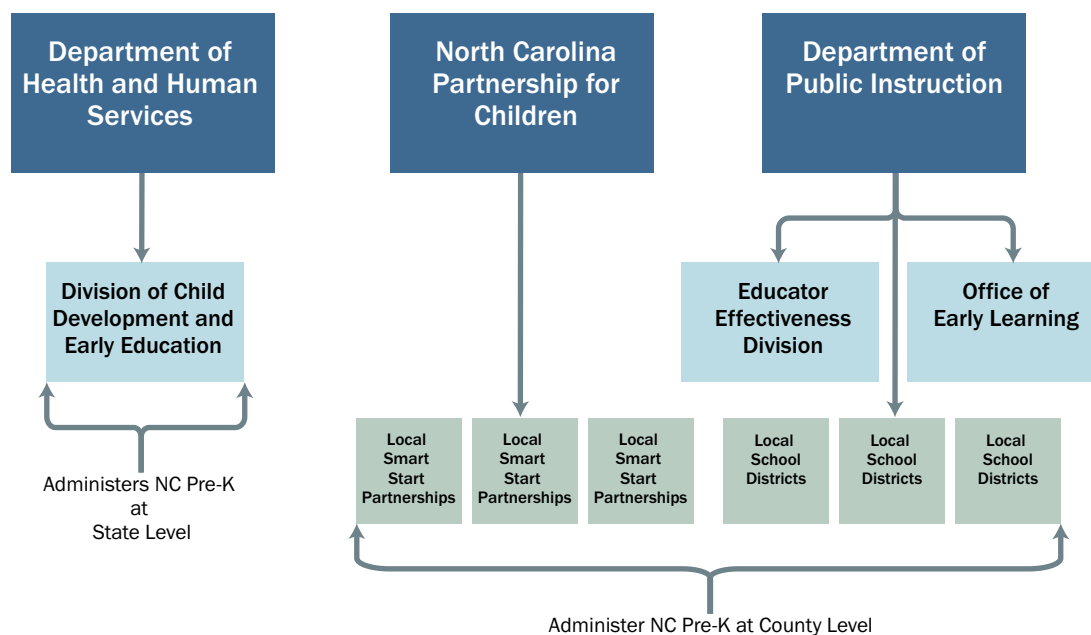 Department of
Health and Human
Services
North Carolina
Partnership for
Children
Department of
Public Instruction
Division of Child
Development and
Early Education
Educator
Effectiveness
Division
Office of
Early Learning
Local
Smart
Start
Partnerships
Local
Smart
Start
Partnerships
Local
Smart
Start
Partnerships
Local
School
Districts
Local
School
Districts
Local
School
Districts
Administers NC Pre-K
at
State Level
Administer NC Pre-K at County Level